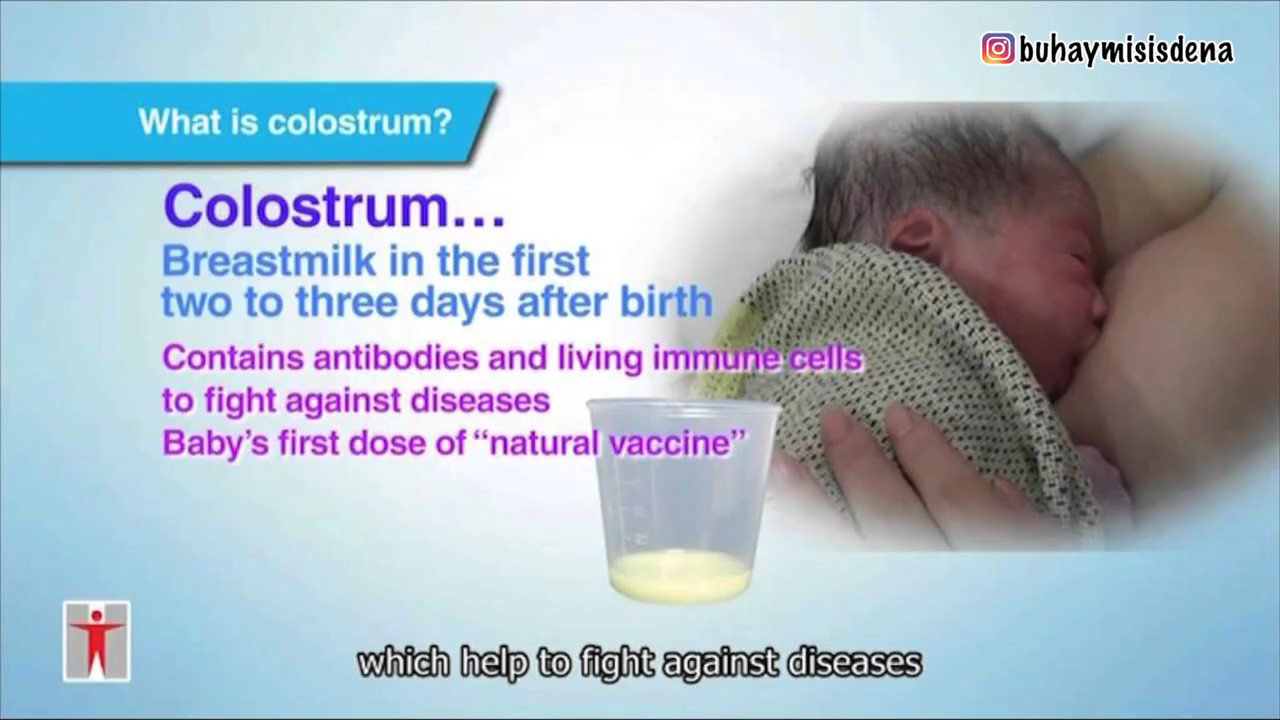 buhaymisisdena
What is colostrum?
Colostrum...
Breastmilk in the first
two to three days after birth
Contains antibodies and living immune cells
to fight against diseases
Baby's first dose of “natural vaccine”
which help to fight against diseases